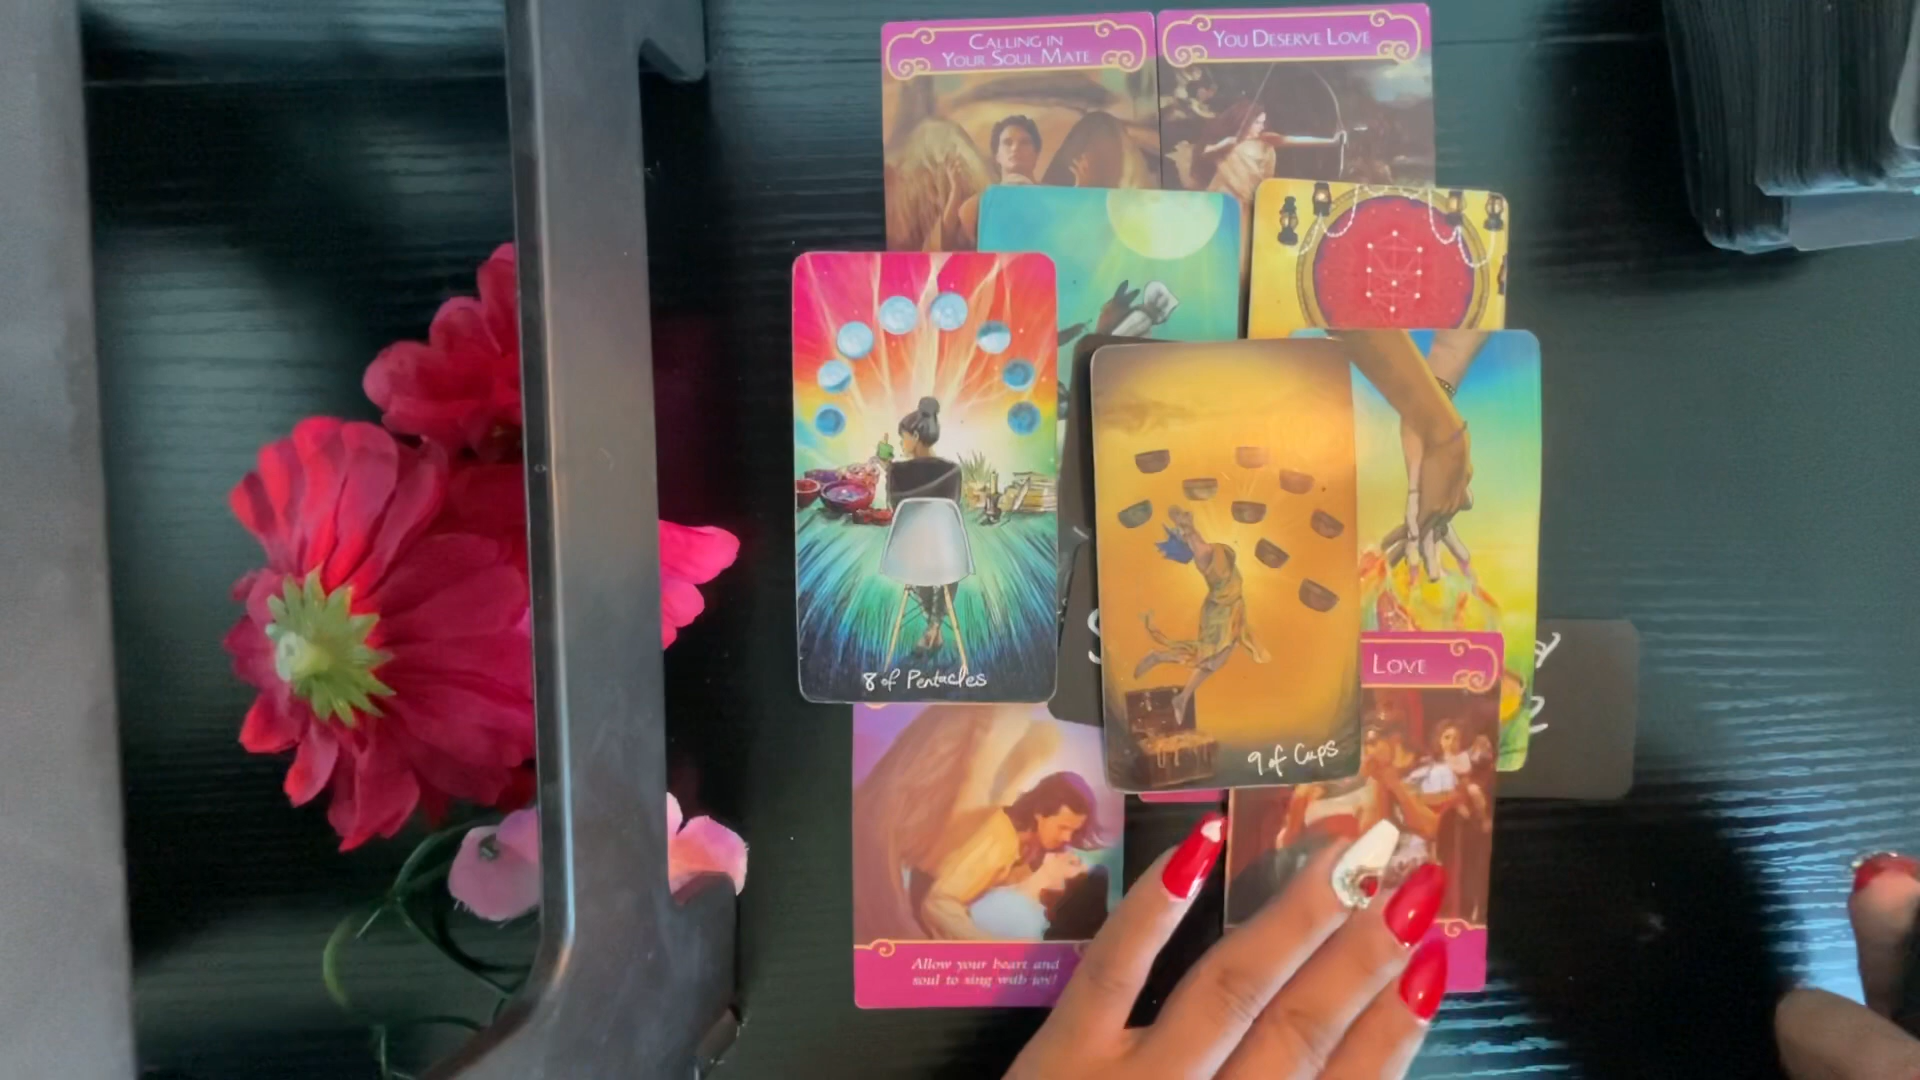 CALLING IN
YOUR SOUL MATE
YOU DESERVE LOVE
8 of Pentacles
9 of Cups
LOVE
Allow your heart and
soul to sing with joy!